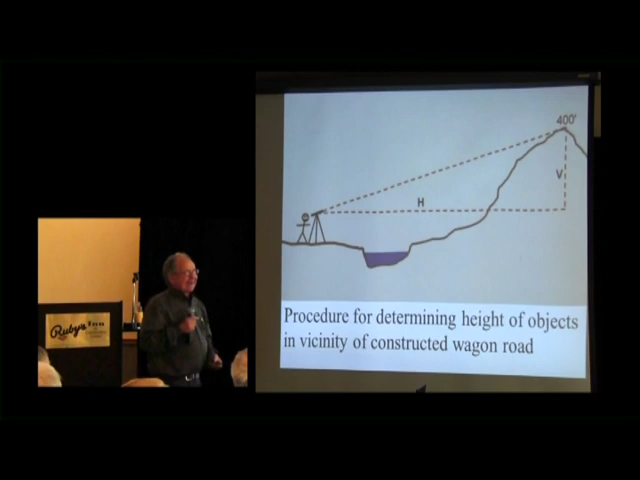 400'
V
H
Procedure for determining height of objects
in vicinity of constructed wagon road
Ruby's Inn